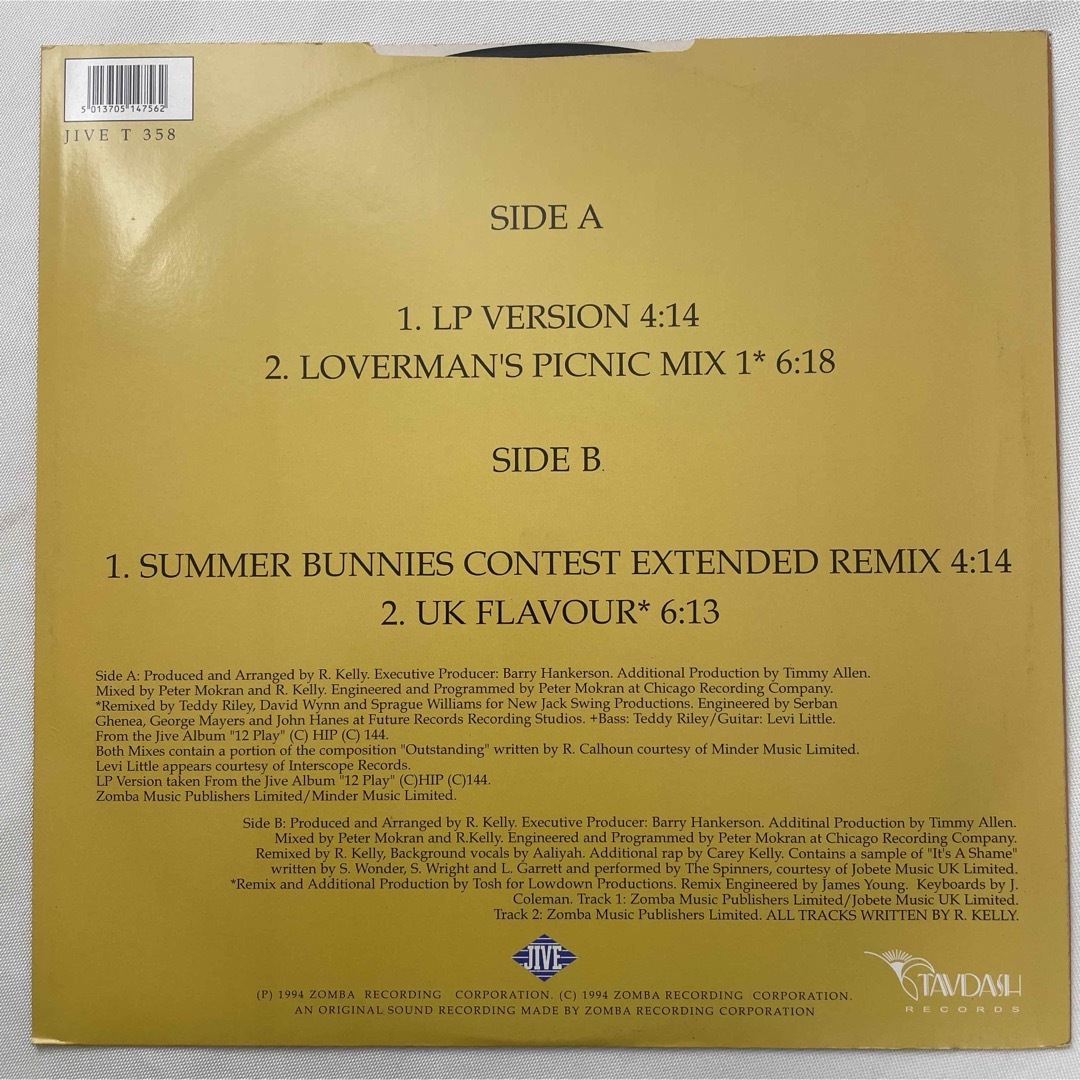 5 013705 147562
JIVE T 358
SIDE A
1. LP VERSION 4:14
2. LOVERMAN'S PICNIC MIX 1* 6:18
SIDE B.
1. SUMMER BUNNIES CONTEST EXTENDED REMIX 4:14
2. UK FLAVOUR* 6:13
Side A: Produced and Arranged by R. Kelly. Executive Producer: Barry Hankerson. Additional Production by Timmy Allen.
Mixed by Peter Mokran and R. Kelly. Engineered and Programmed by Peter Mokran at Chicago Recording Company.
*Remixed by Teddy Riley, David Wynn and Sprague Williams for New Jack Swing Productions. Engineered by Serban
Ghenea, George Mayers and John Hanes at Future Records Recording Studios. +Bass: Teddy Riley/Guitar: Levi Little.
From the Jive Album "12 Play" (C) HIP (C) 144.
Both Mixes contain a portion of the composition "Outstanding" written by R. Calhoun courtesy of Minder Music Limited.
Levi Little appears courtesy of Interscope Records.
LP Version taken From the Jive Album "12 Play" (C)HIP (C)144.
Zomba Music Publishers Limited/Minder Music Limited.
Side B: Produced and Arranged by R. Kelly. Executive Producer: Barry Hankerson. Additinal Production by Timmy Allen.
Mixed by Peter Mokran and R.Kelly. Engineered and Programmed by Peter Mokran at Chicago Recording Company.
Remixed by R. Kelly, Background vocals by Aaliyah. Additional rap by Carey Kelly. Contains a sample of "It's A Shame"
written by S. Wonder, S. Wright and L. Garrett and performed by The Spinners, courtesy of Jobete Music UK Limited.
*Remix and Additional Production by Tosh for Lowdown Productions. Remix Engineered by James Young. Keyboards by J.
Coleman. Track 1: Zomba Music Publishers Limited/Jobete Music UK Limited.
Track 2: Zomba Music Publishers Limited. ALL TRACKS WRITTEN BY R. KELLY.
JIVE
TAVDASH
RECORDS
(P) 1994 ZOMBA RECORDING CORPORATION. (C) 1994 ZOMBA RECORDING CORPORATION.
AN ORIGINAL SOUND RECORDING MADE BY ZOMBA RECORDING CORPORATION